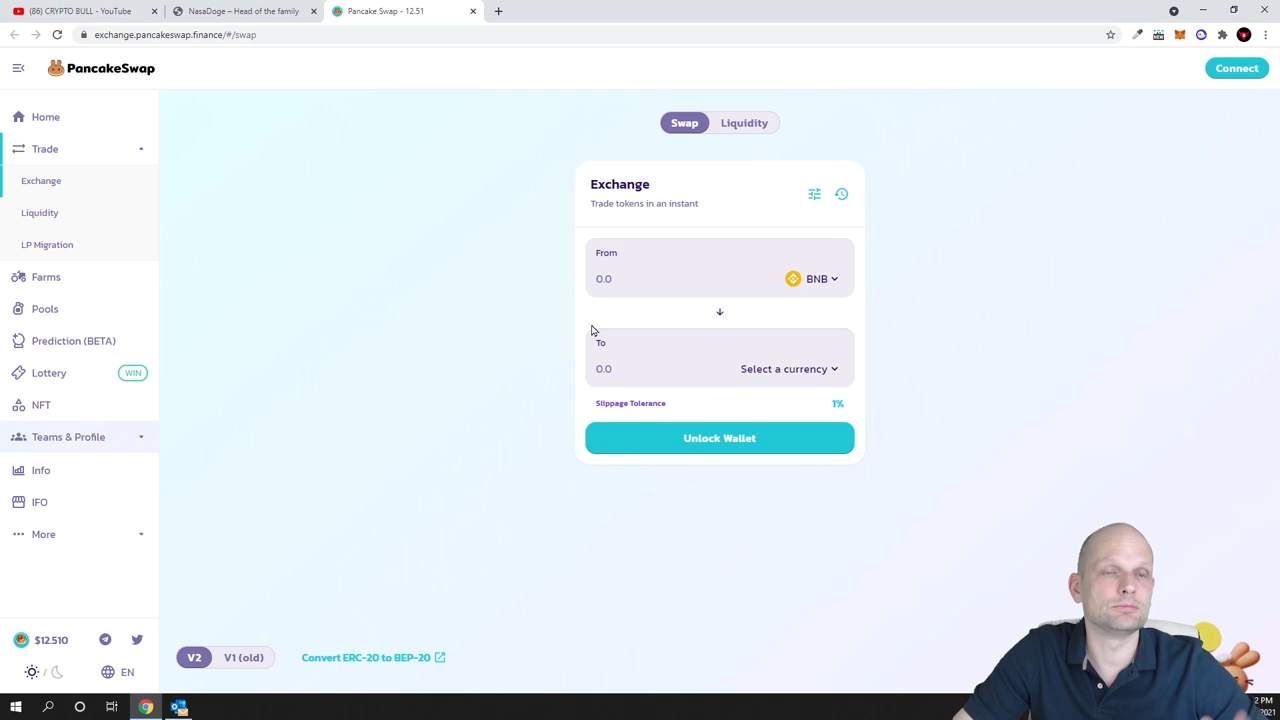 (86) CRYPTO BULL - YouTube
NasaDoge – Head of the family
Pancake Swap - 12.51
exchange.pancakeswap.finance/#/swap
PancakeSwap
Connect
Home
Trade
Exchange
Liquidity
LP Migration
Farms
Pools
Prediction (BETA)
Lottery
WIN
NFT
Teams & Profile
Info
IFO
More
$12.510
EN
Swap
Liquidity
Exchange
Trade tokens in an instant
From
0.0
BNB
To
0.0
Select a currency
Slippage Tolerance
1%
Unlock Wallet
V2
V1 (old)
Convert ERC-20 to BEP-20
2 PM
2021